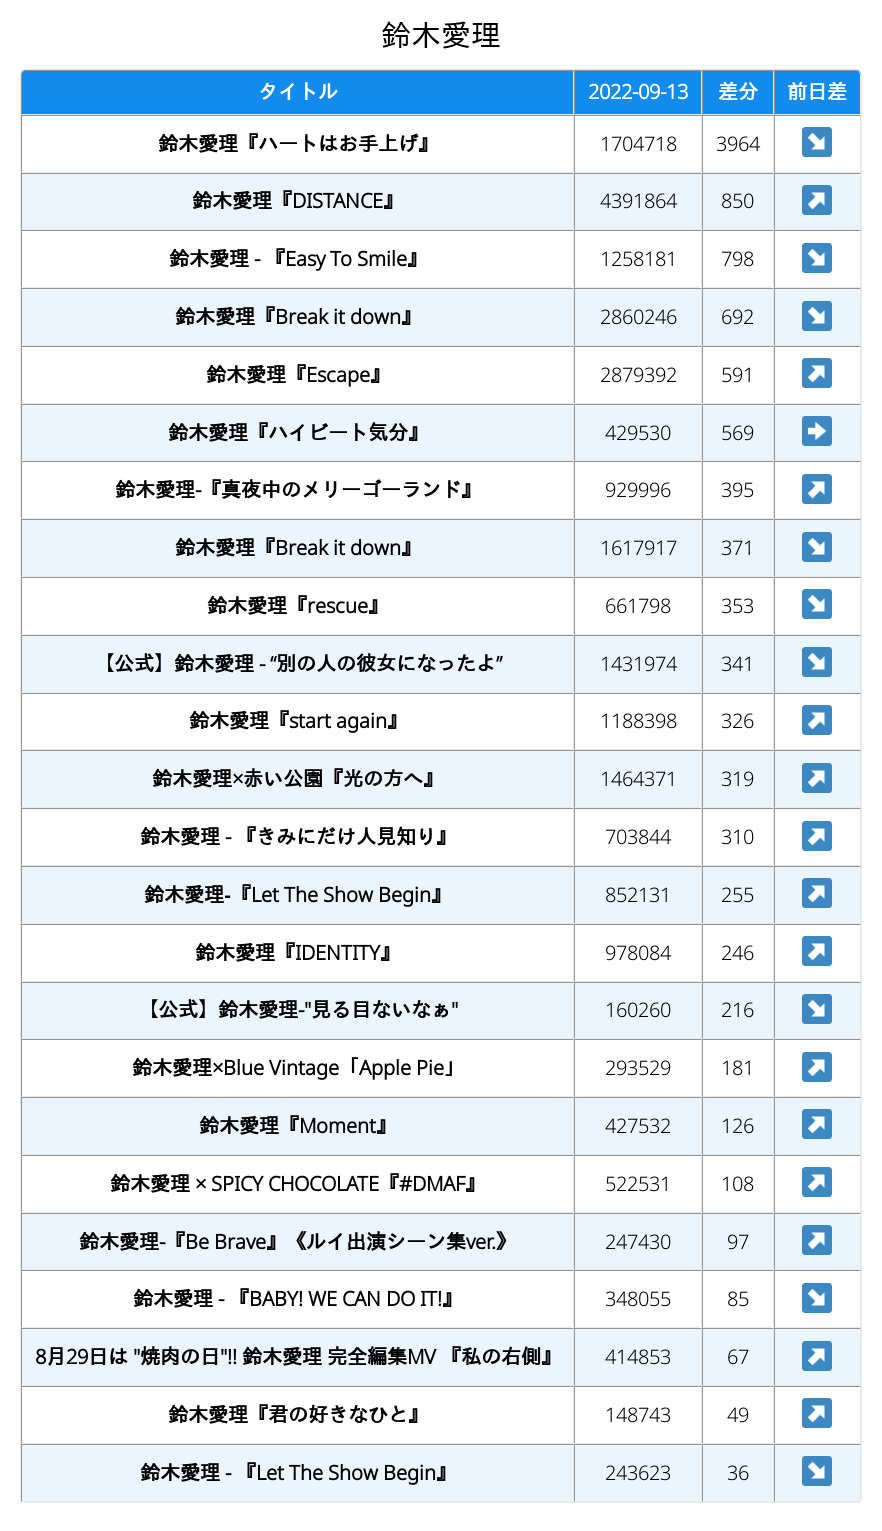 鈴木愛理
タイトル 2022-09-13 差分 前日差
鈴木愛理『ハートはお手上げ』 1704718 3964 ↘
鈴木愛理『DISTANCE』 4391864 850 ↗
鈴木愛理 - 『Easy To Smile』 1258181 798 ↘
鈴木愛理『Break it down』 2860246 692 ↘
鈴木愛理『Escape』 2879392 591 ↗
鈴木愛理『ハイビート気分』 429530 569 →
鈴木愛理-『真夜中のメリーゴーランド』 929996 395 ↗
鈴木愛理『Break it down』 1617917 371 ↘
鈴木愛理『rescue』 661798 353 ↘
【公式】鈴木愛理 - “別の人の彼女になったよ” 1431974 341 ↘
鈴木愛理『start again』 1188398 326 ↗
鈴木愛理×赤い公園『光の方へ』 1464371 319 ↗
鈴木愛理 - 『きみにだけ人見知り』 703844 310 ↗
鈴木愛理-『Let The Show Begin』 852131 255 ↗
鈴木愛理『IDENTITY』 978084 246 ↗
【公式】鈴木愛理-"見る目ないなぁ" 160260 216 ↘
鈴木愛理×Blue Vintage「Apple Pie」 293529 181 ↗
鈴木愛理『Moment』 427532 126 ↗
鈴木愛理 × SPICY CHOCOLATE『#DMAF』 522531 108 ↗
鈴木愛理-『Be Brave』《ルイ出演シーン集ver.》 247430 97 ↗
鈴木愛理 - 『BABY! WE CAN DO IT!』 348055 85 ↘
8月29日は "焼肉の日"!! 鈴木愛理 完全編集MV 『私の右側』 414853 67 ↗
鈴木愛理『君の好きなひと』 148743 49 ↗
鈴木愛理 - 『Let The Show Begin』 243623 36 ↘